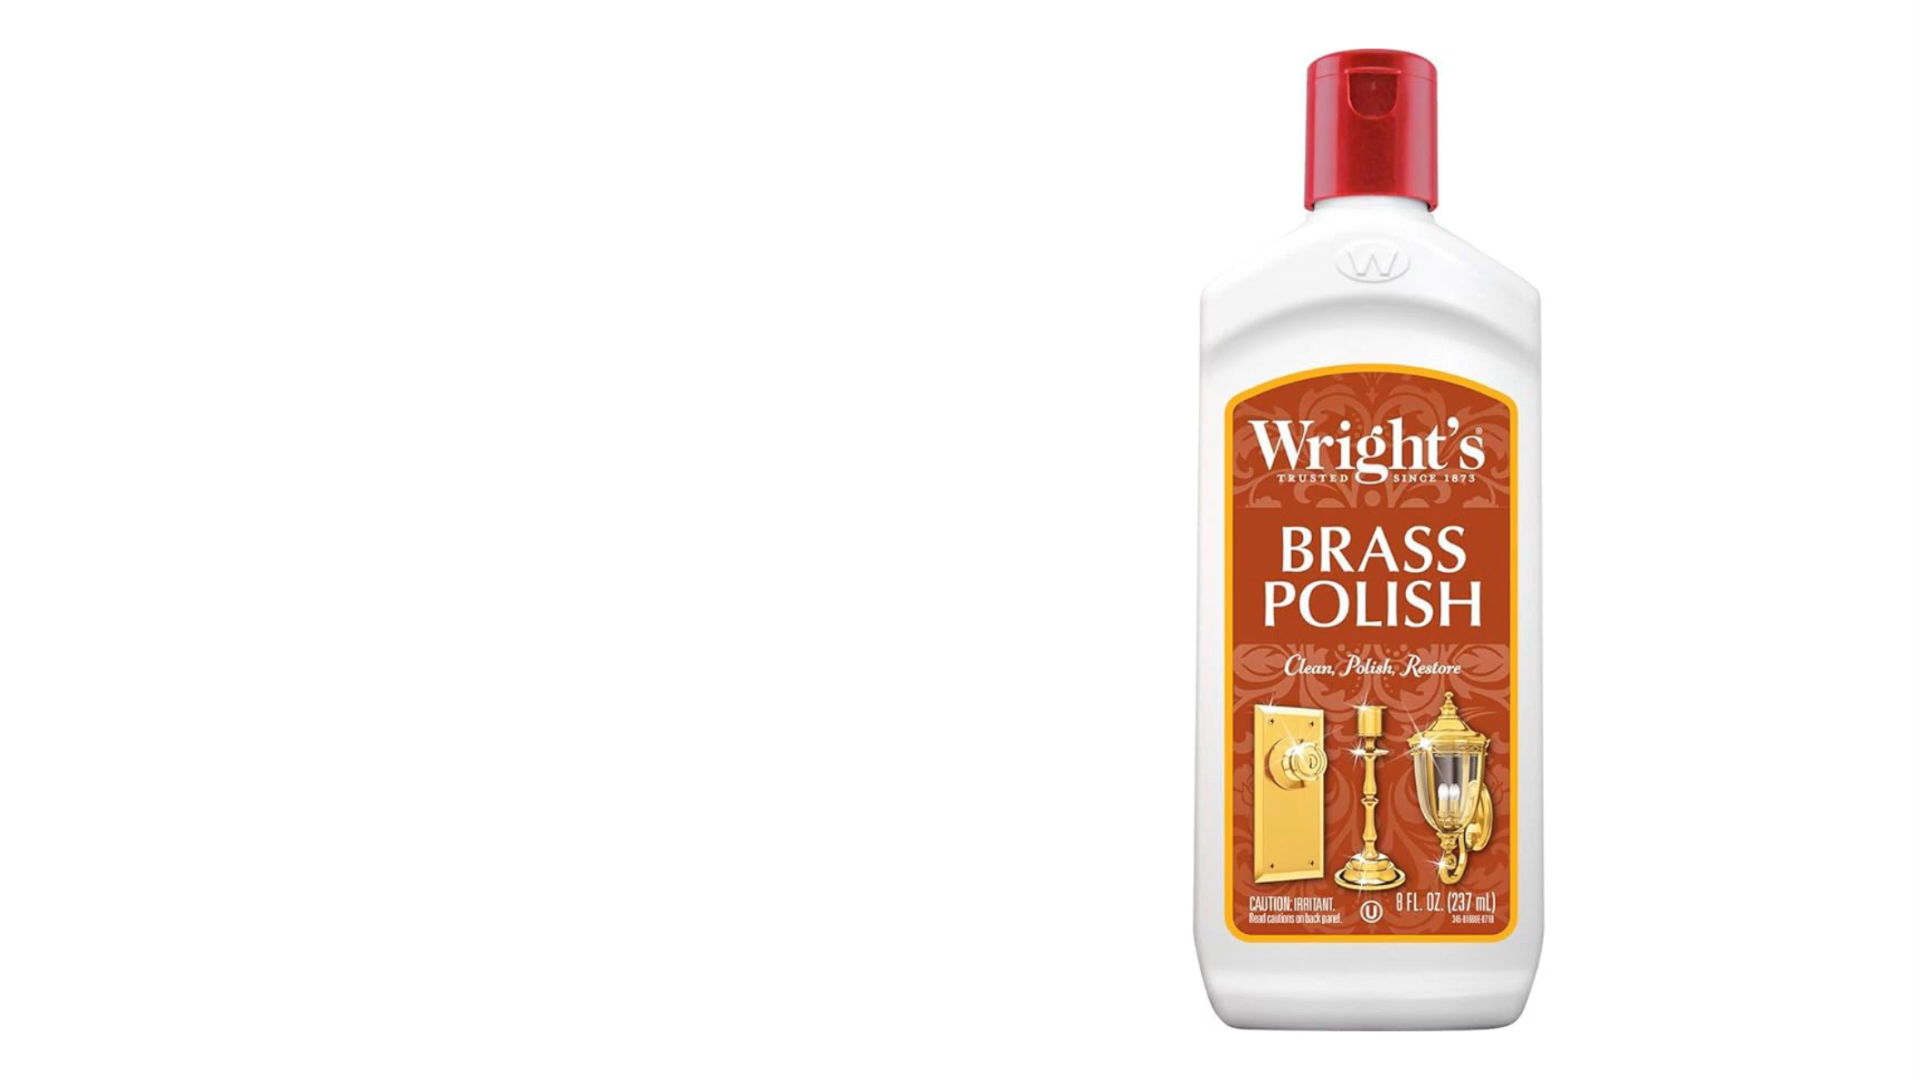 W
Wright's®
TRUSTED SINCE 1873
BRASS
POLISH
Clean, Polish, Restore
CAUTION: IRRITANT.
Read cautions on back panel.
U
8 FL. OZ. (237 mL)